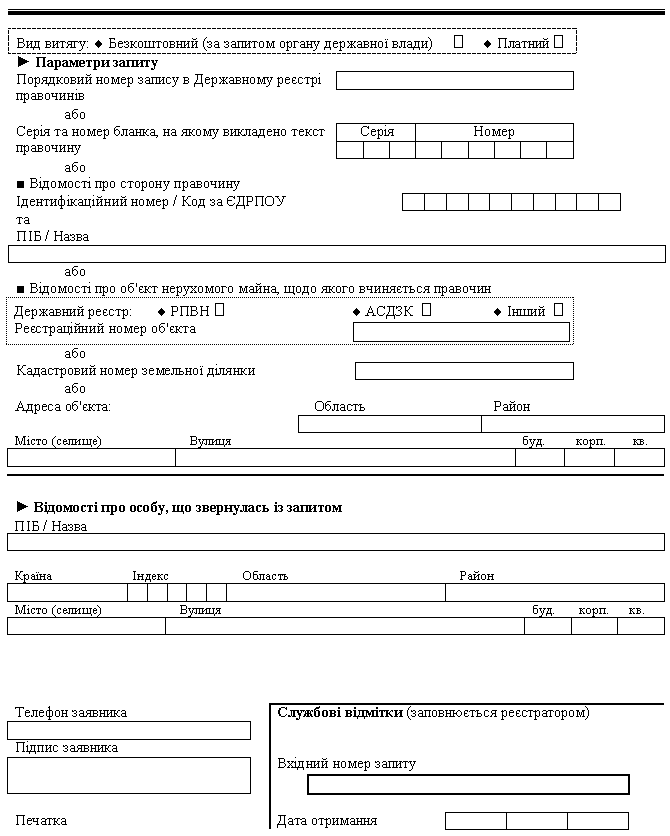 Вид витягу: ◆ Безкоштовний (за запитом органу державної влади) ◆ Платний
► Параметри запиту
Порядковий номер запису в Державному реєстрі
правочинів
або
Серія та номер бланка, на якому викладено текст
правочину
Серія Номер
або
■ Відомості про сторону правочину
Ідентифікаційний номер / Код за ЄДРПОУ
та
ПІБ / Назва
або
■ Відомості про об'єкт нерухомого майна, щодо якого вчиняється правочин
Державний реєстр: ◆ РПВН ◆ АСДЗК ◆ Інший
Реєстраційний номер об'єкта
або
Кадастровий номер земельної ділянки
або
Адреса об'єкта: Область Район
Місто (селище) Вулиця буд. корп. кв.
► Відомості про особу, що звернулась із запитом
ПІБ / Назва
Країна Індекс Область Район
Місто (селище) Вулиця буд. корп. кв.
Телефон заявника
Підпис заявника
Печатка
Службові відмітки (заповнюється реєстратором)
Вхідний номер запиту
Дата отримання